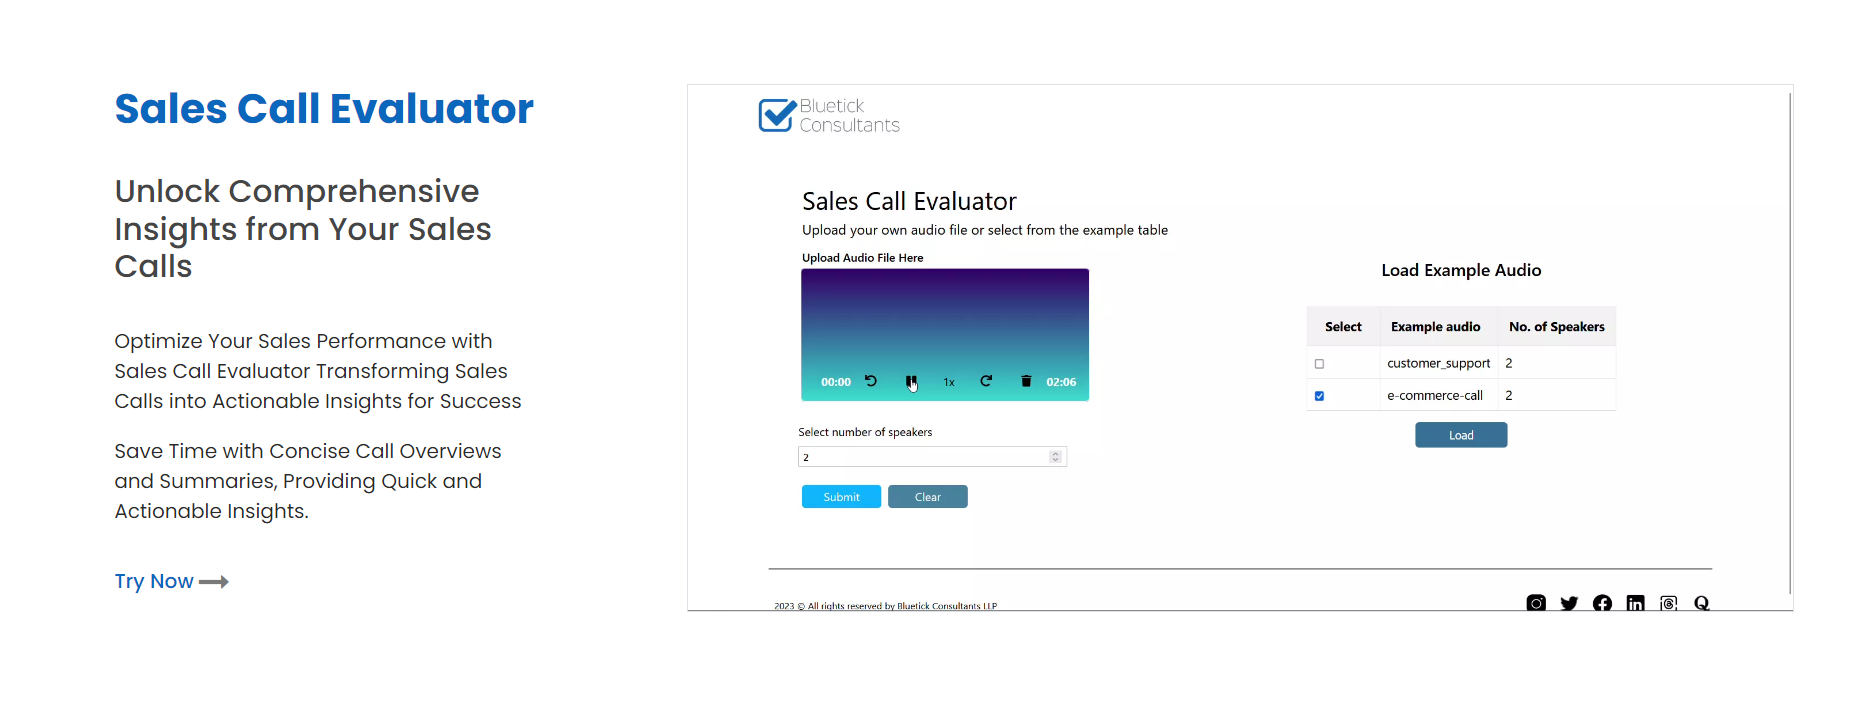 Sales Call Evaluator
Unlock Comprehensive
Insights from Your Sales
Calls
Optimize Your Sales Performance with
Sales Call Evaluator Transforming Sales
Calls into Actionable Insights for Success
Save Time with Concise Call Overviews
and Summaries, Providing Quick and
Actionable Insights.
Try Now
Bluetick
Consultants
Sales Call Evaluator
Upload your own audio file or select from the example table
Upload Audio File Here
00:00 1x 02:06
Select number of speakers
2
Submit Clear
Load Example Audio
Select Example audio No. of Speakers
customer_support 2
e-commerce-call 2
Load
2023 © All rights reserved by Bluetick Consultants LLP